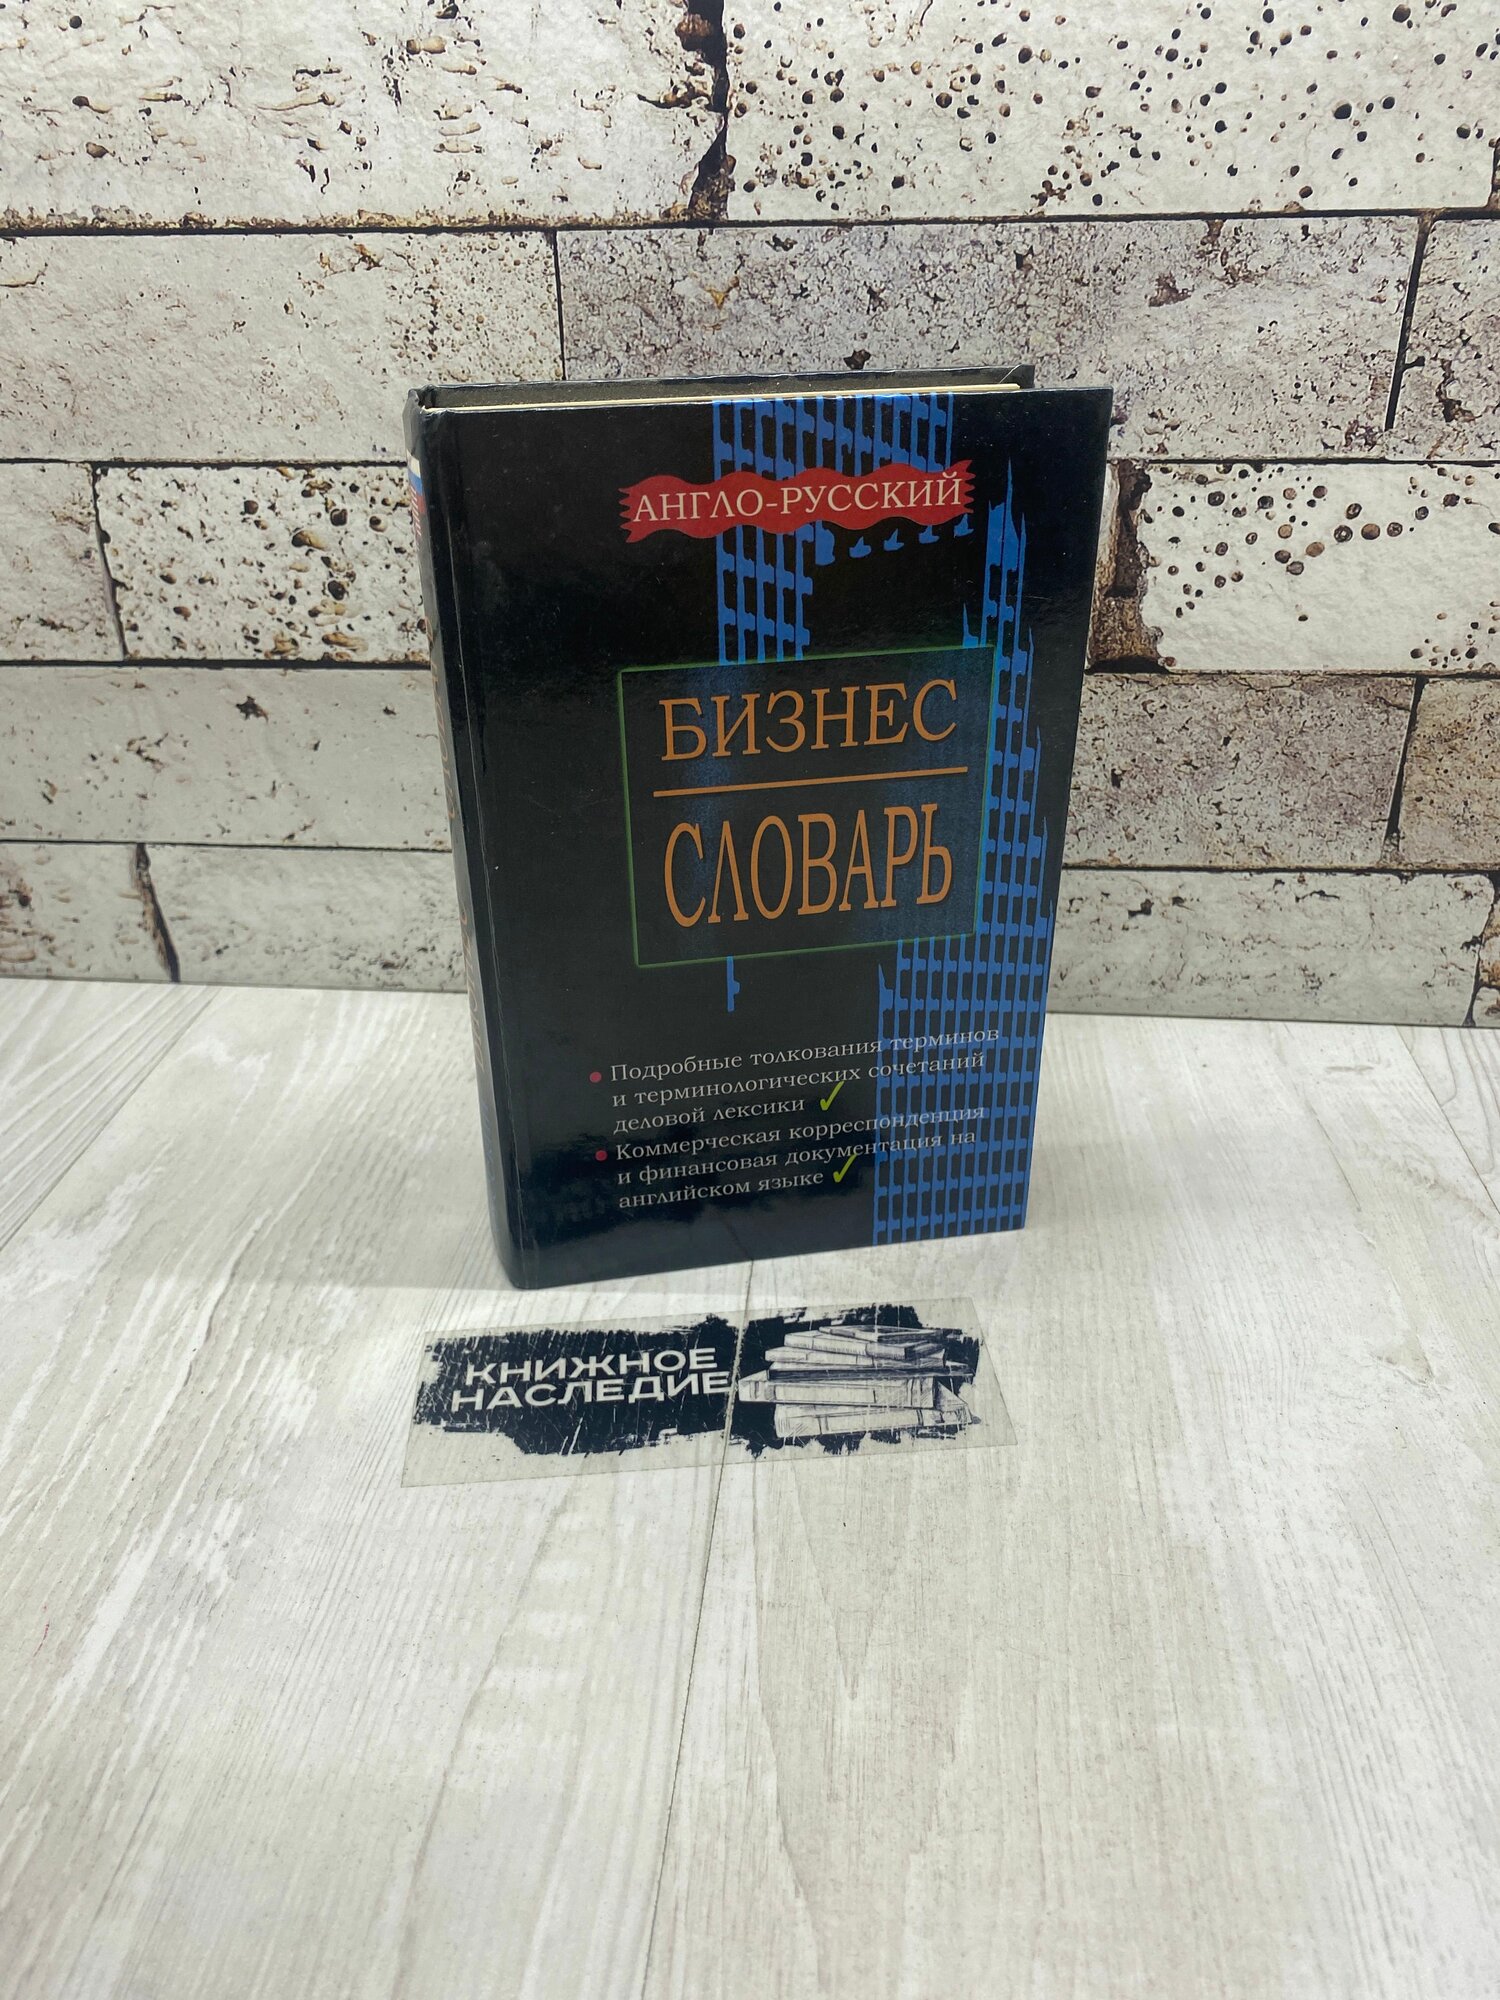 АНГЛО-РУССКИЙ
БИЗНЕС
СЛОВАРЬ
• Подробные толкования терминов
и терминологических сочетаний
деловой лексики ✓
• Коммерческая корреспонденция
и финансовая документация на
английском языке ✓
КНИЖНОЕ
НАСЛЕДИЕ